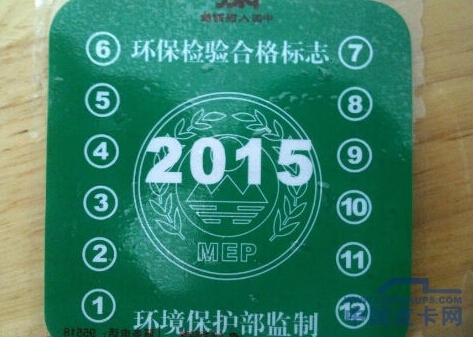 ⑥ 环保检验合格标志 ⑦
⑤ ⑧
④ 2015 ⑨
③ ⑩
② MEP ⑪
① 环境保护部监制 ⑫
95518